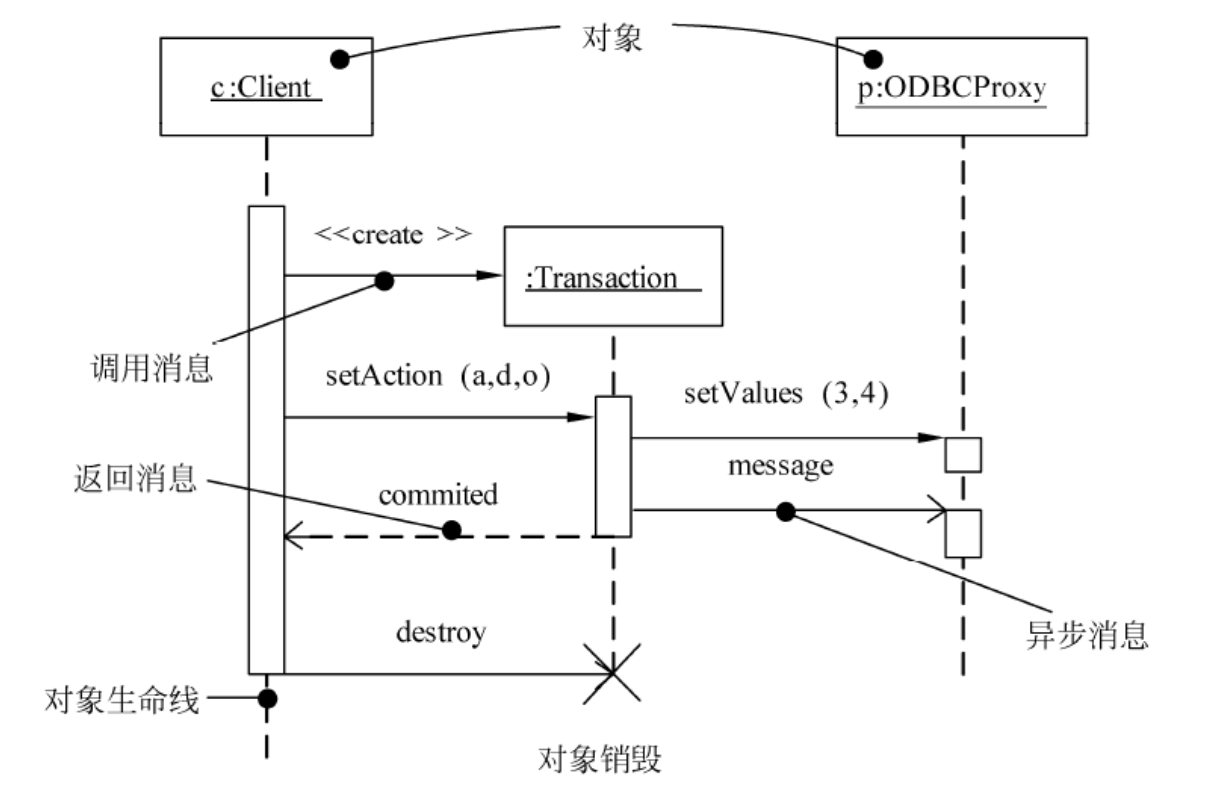 对象
c:Client
p:ODBCProxy
<<create >>
:Transaction
调用消息
setAction (a,d,o)
setValues (3,4)
message
返回消息
commited
destroy
异步消息
对象生命线
对象销毁